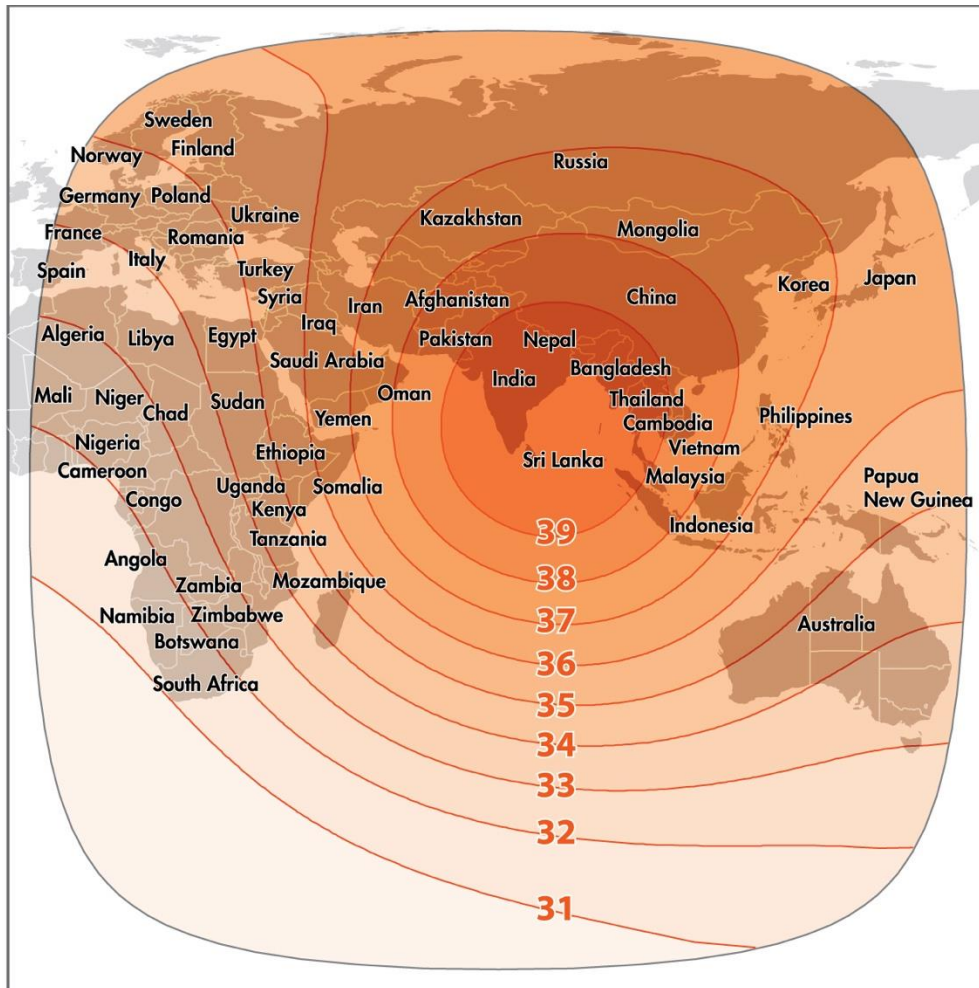 Sweden
Finland
Norway
Russia
Germany
Poland
Ukraine
Kazakhstan
Mongolia
France
Romania
Italy
Spain
Turkey
Syria
Iran
Afghanistan
China
Korea
Japan
Algeria
Libya
Egypt
Iraq
Pakistan
Nepal
Saudi Arabia
Bangladesh
India
Mali
Niger
Chad
Sudan
Oman
Thailand
Yemen
Cambodia
Philippines
Nigeria
Ethiopia
Vietnam
Cameroon
Sri Lanka
Malaysia
Papua
New Guinea
Congo
Uganda
Somalia
Kenya
Indonesia
Tanzania
39
Angola
Zambia
Mozambique
38
Namibia
Zimbabwe
37
Australia
Botswana
36
South Africa
35
34
33
32
31